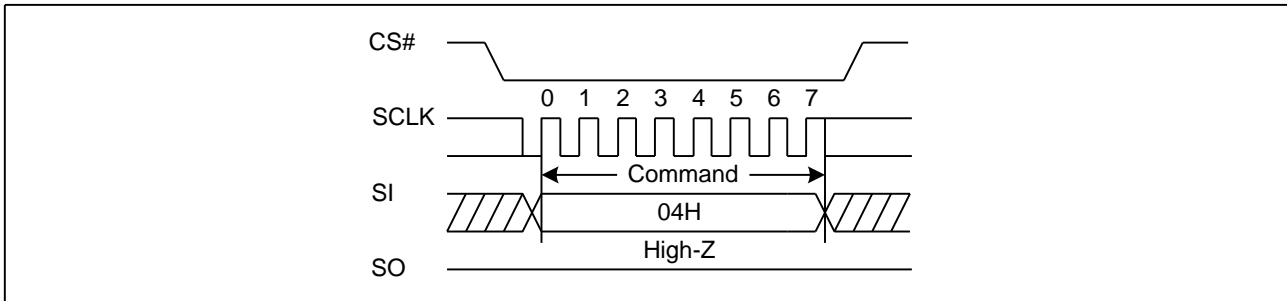 CS#
0 1 2 3 4 5 6 7
SCLK
Command
SI
04H
High-Z
SO